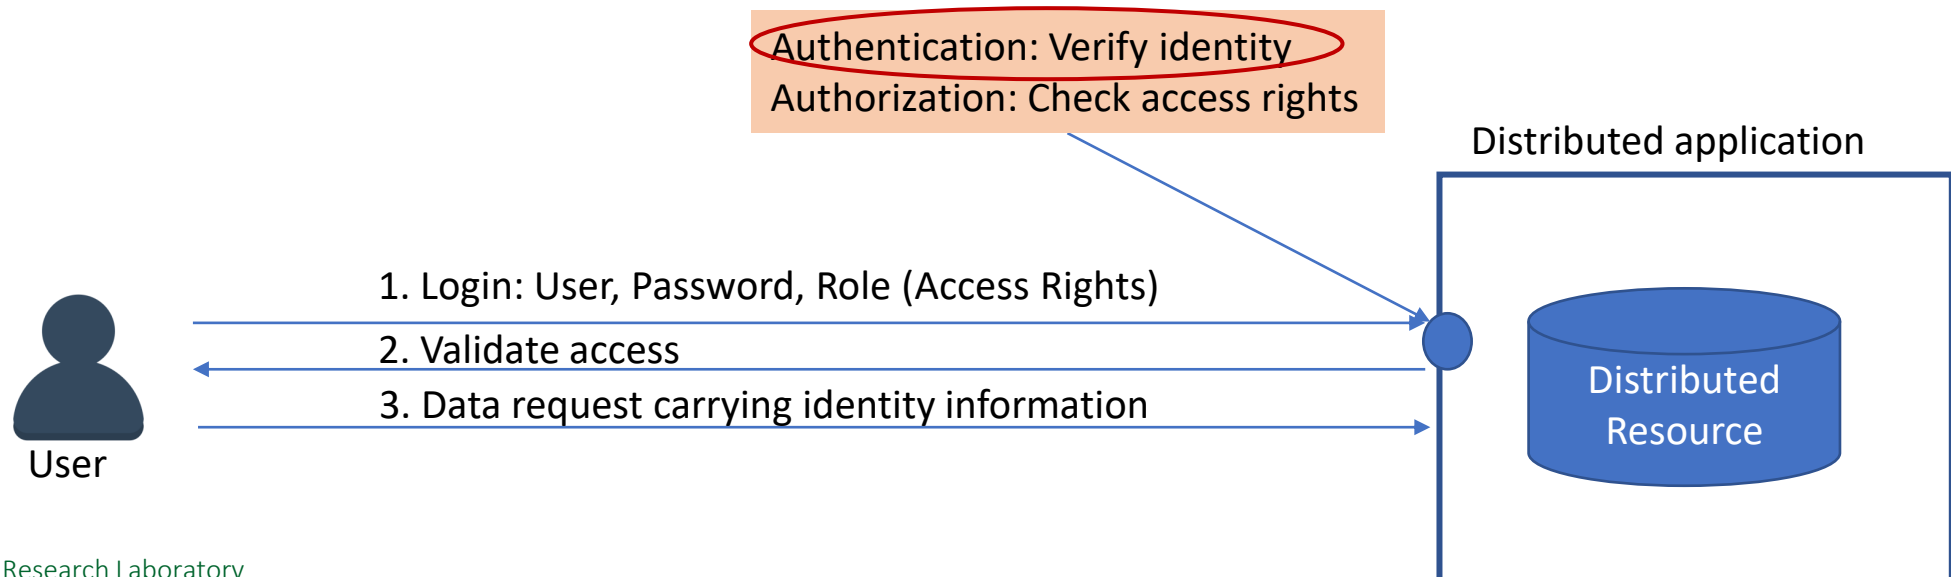 Authentication: Verify identity
Authorization: Check access rights
Distributed application
1. Login: User, Password, Role (Access Rights)
2. Validate access
3. Data request carrying identity information
Distributed
Resource
User
Research Laboratory